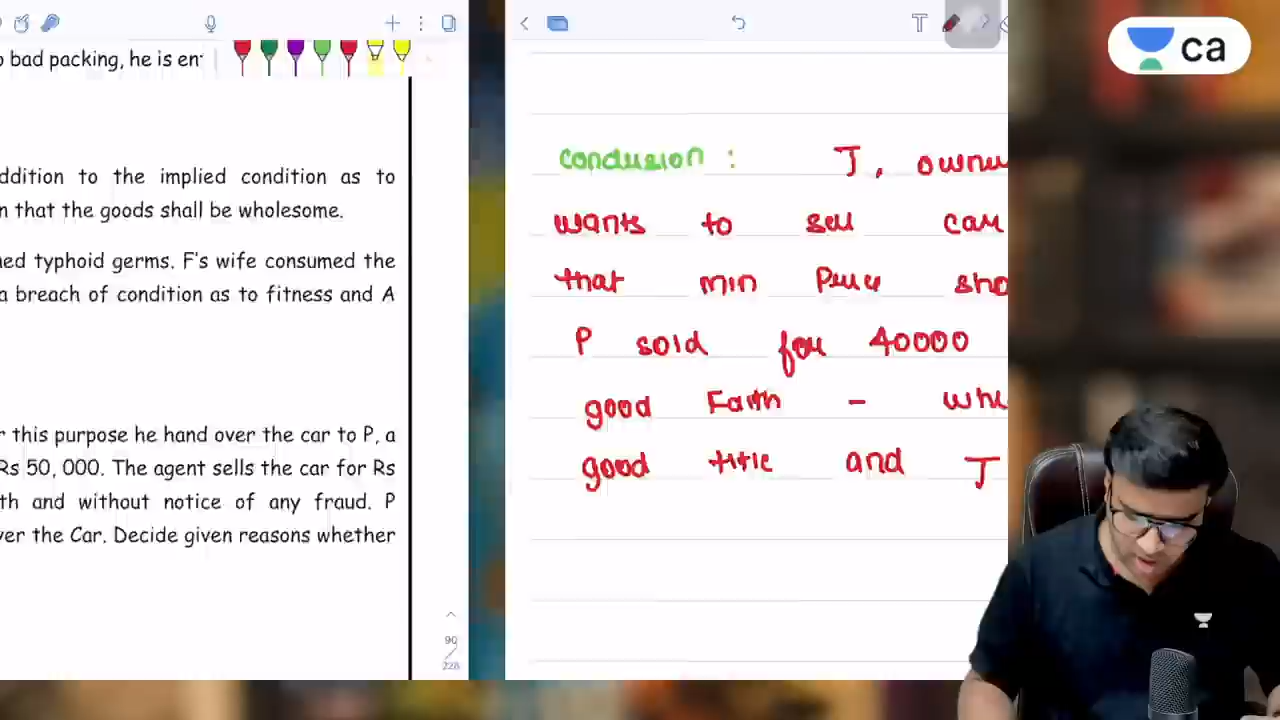 o bad packing, he is en
ddition to the implied condition as to
n that the goods shall be wholesome.
ned typhoid germs. F's wife consumed the
a breach of condition as to fitness and A
r this purpose he hand over the car to P, a
Rs 50, 000. The agent sells the car for Rs
th and without notice of any fraud. P
ver the Car. Decide given reasons whether
90
228
T
conclusion : J, owne
wants to sell car
that min Price sho
P sold for 40000
good Faith - whi
good title and J
ca